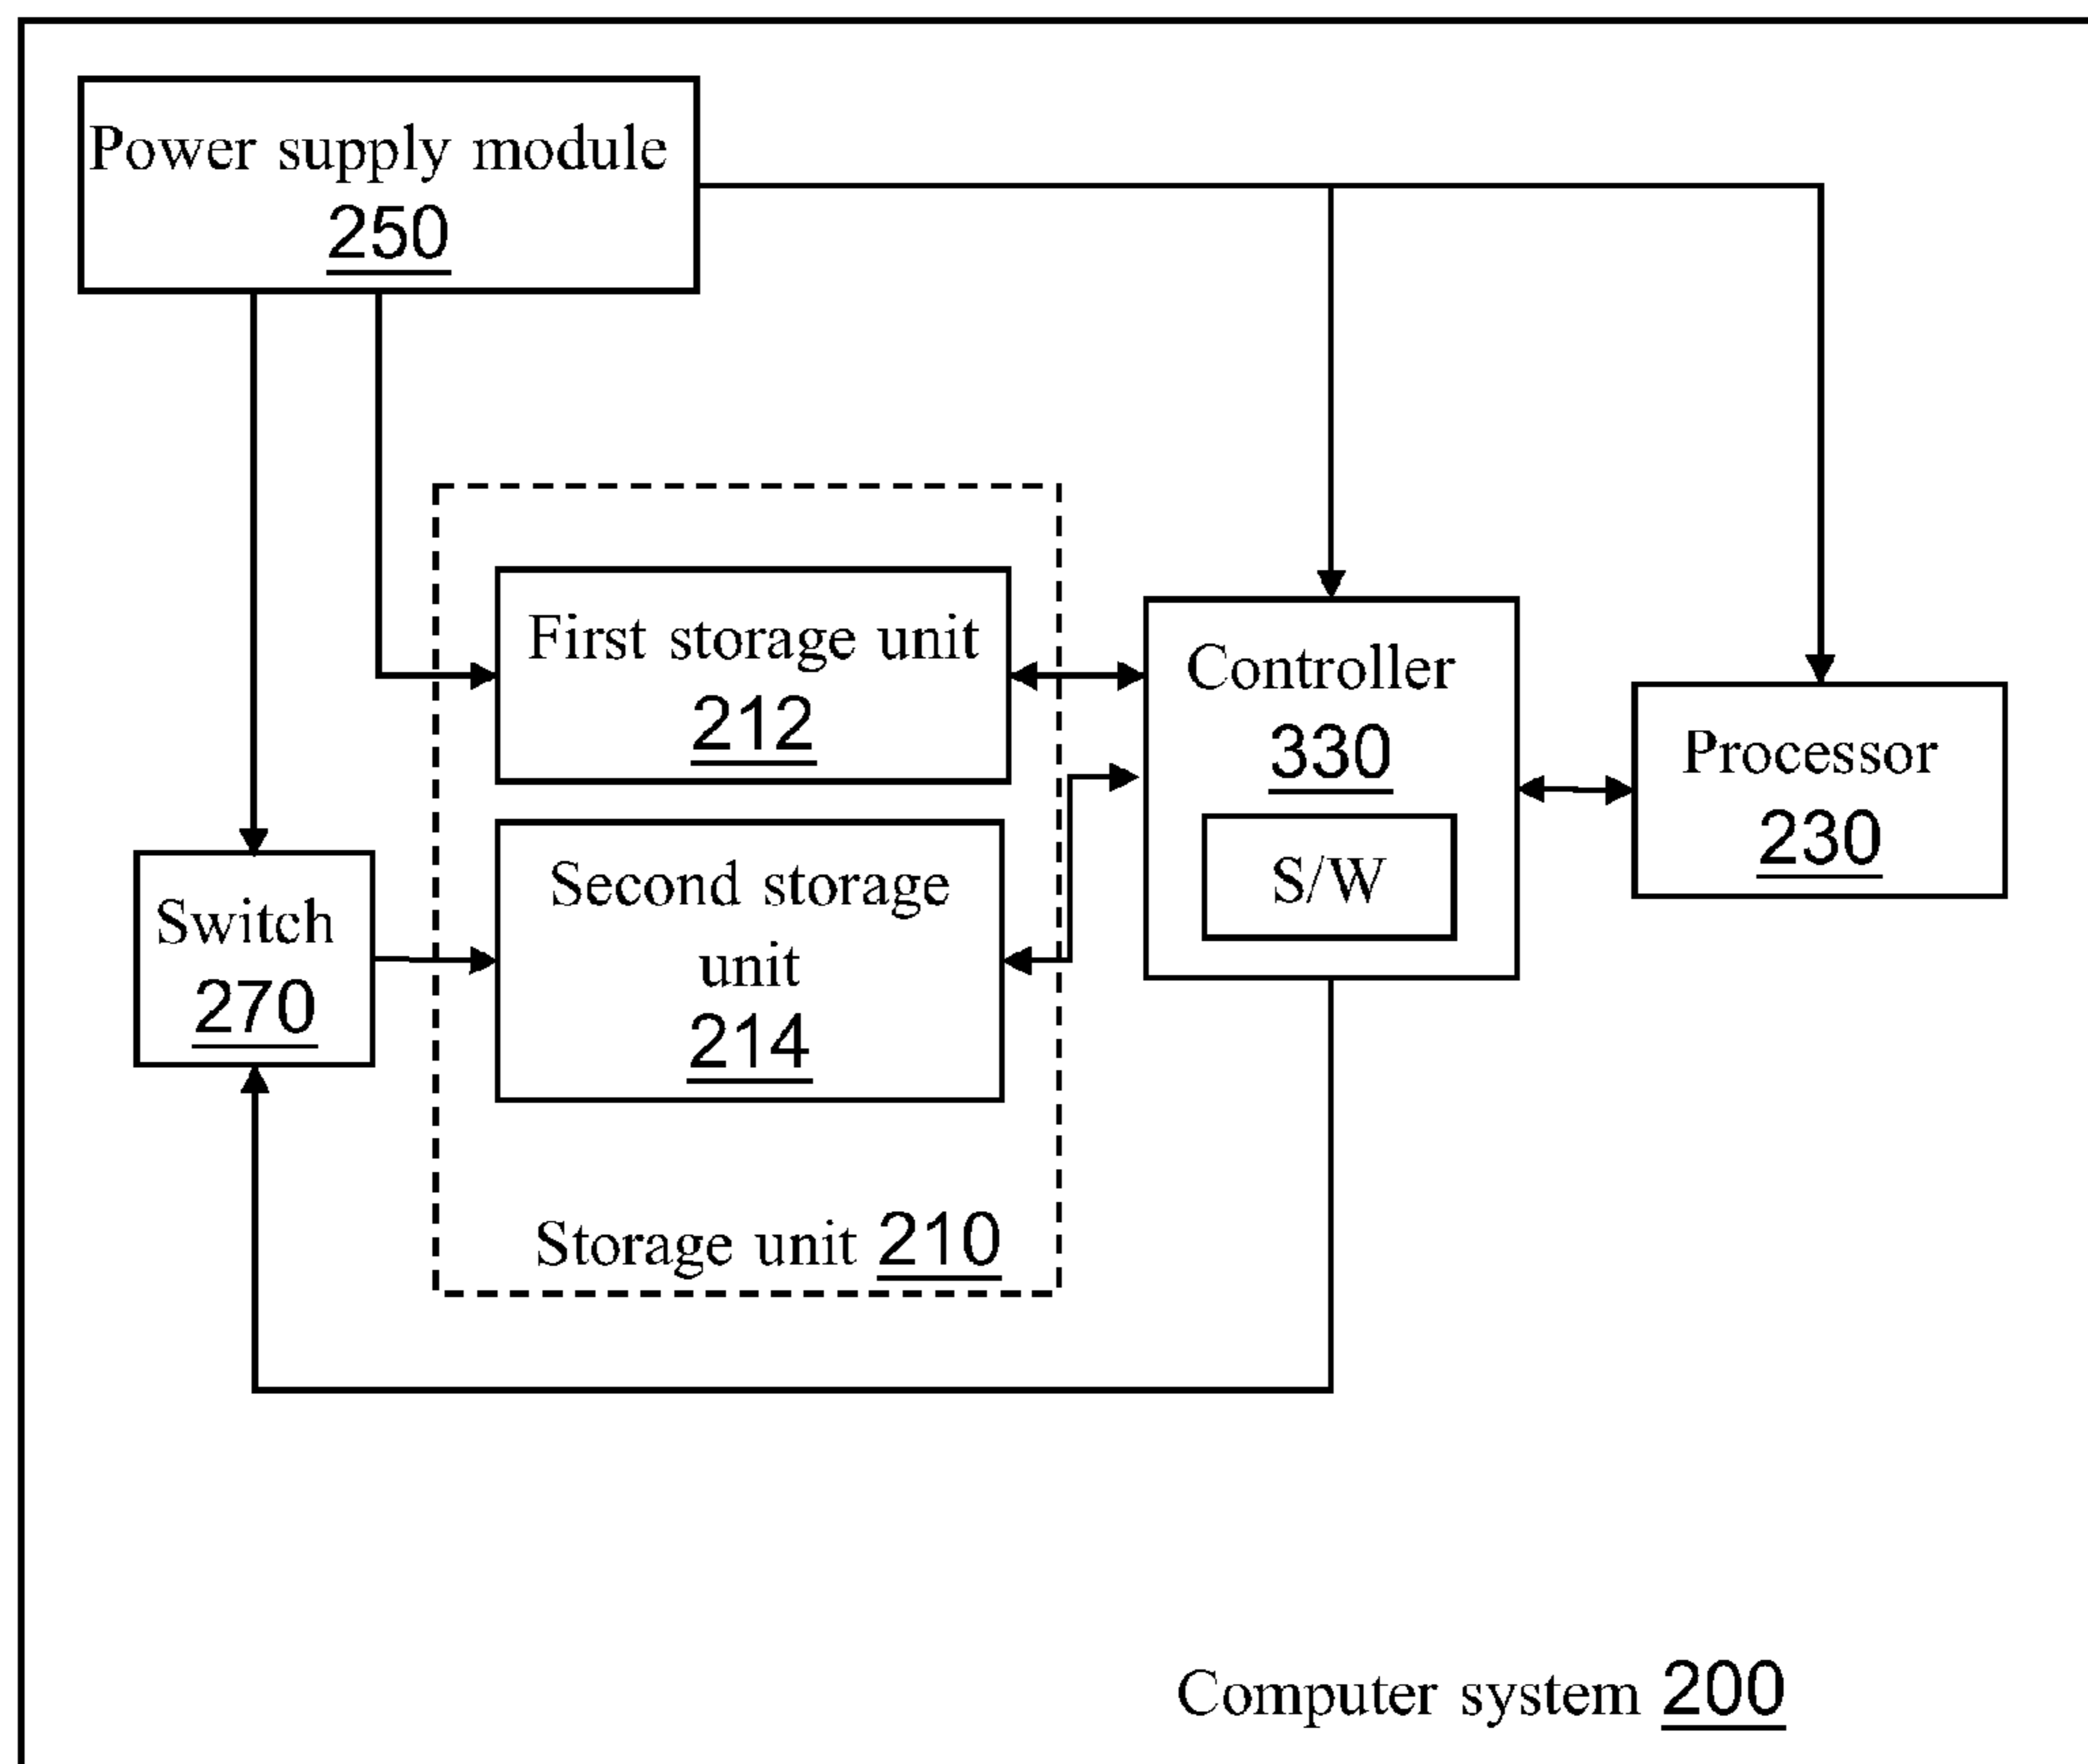 Power supply module
250
First storage unit
212
Controller
330
S/W
Processor
230
Switch
270
Second storage
unit
214
Storage unit 210
Computer system 200